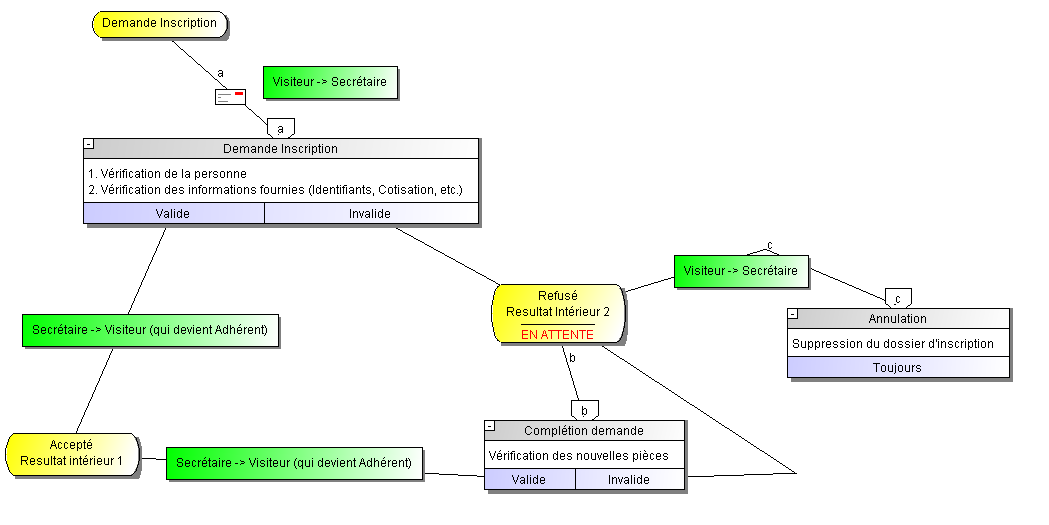 Demande Inscription
a
Visiteur -> Secrétaire
a
- Demande Inscription
1. Vérification de la personne
2. Vérification des informations fournies (Identifiants, Cotisation, etc.)
Valide Invalide
c
Visiteur -> Secrétaire
Refusé
Resultat Intérieur 2
EN ATTENTE
c
- Annulation
Suppression du dossier d'inscription
Toujours
Secrétaire -> Visiteur (qui devient Adhérent)
b
b
- Complétion demande
Vérification des nouvelles pièces
Valide Invalide
Accepté
Resultat intérieur 1
Secrétaire -> Visiteur (qui devient Adhérent)